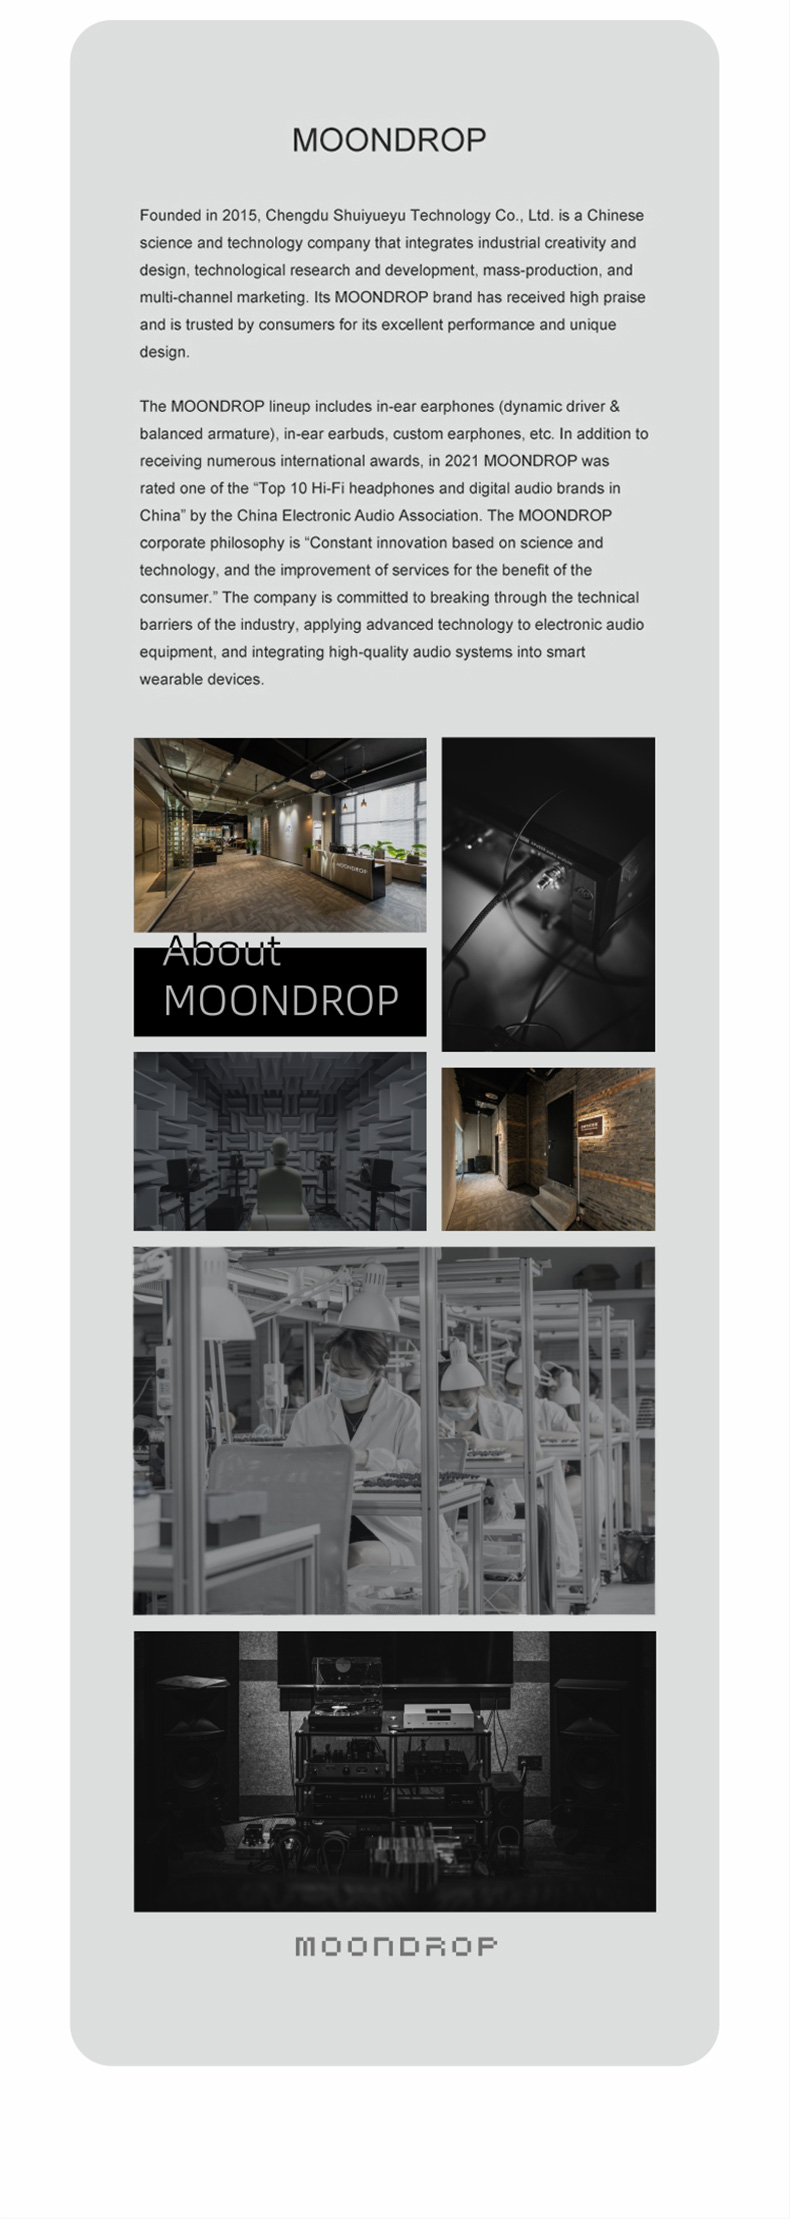 MOONDROP
Founded in 2015, Chengdu Shuiyueyu Technology Co., Ltd. is a Chinese
science and technology company that integrates industrial creativity and
design, technological research and development, mass-production, and
multi-channel marketing. Its MOONDROP brand has received high praise
and is trusted by consumers for its excellent performance and unique
design.
The MOONDROP lineup includes in-ear earphones (dynamic driver &
balanced armature), in-ear earbuds, custom earphones, etc. In addition to
receiving numerous international awards, in 2021 MOONDROP was
rated one of the “Top 10 Hi-Fi headphones and digital audio brands in
China” by the China Electronic Audio Association. The MOONDROP
corporate philosophy is “Constant innovation based on science and
technology, and the improvement of services for the benefit of the
consumer.” The company is committed to breaking through the technical
barriers of the industry, applying advanced technology to electronic audio
equipment, and integrating high-quality audio systems into smart
wearable devices.
MOONDROP
About
MOONDROP
MOONDROP